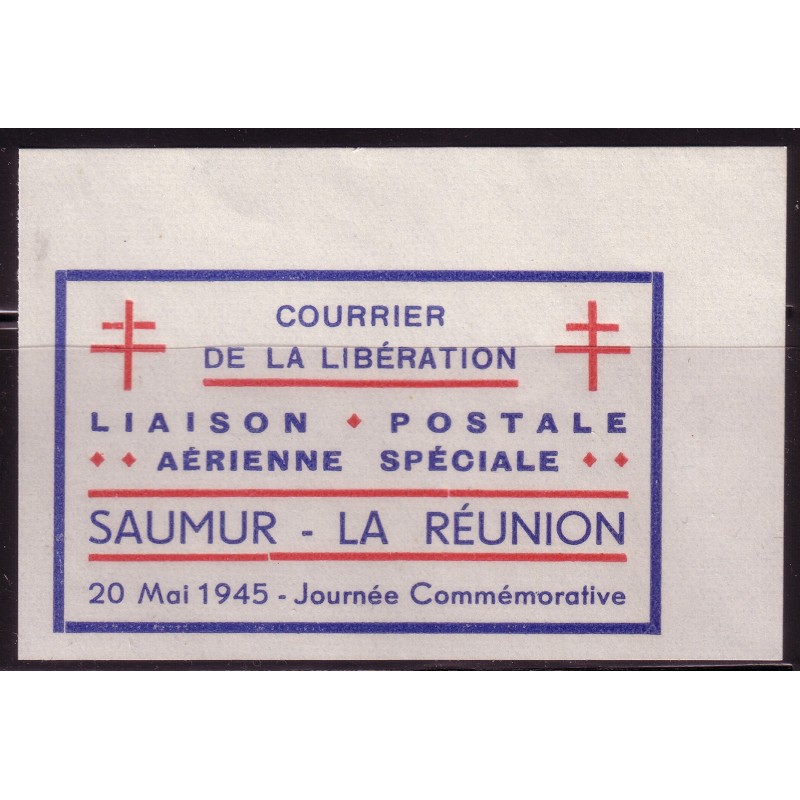 COURRIER
DE LA LIBÉRATION
LIAISON ♦ POSTALE
♦ ♦ AÉRIENNE SPÉCIALE ♦ ♦
SAUMUR - LA RÉUNION
20 Mai 1945 - Journée Commémorative